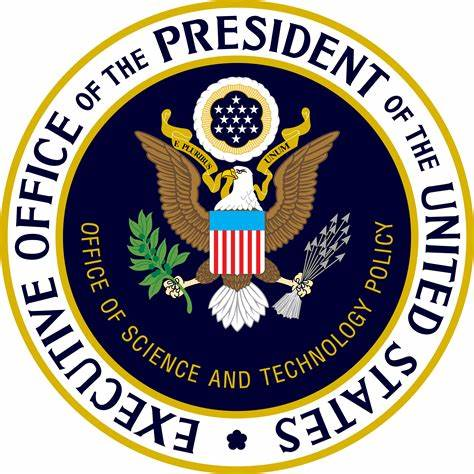 EXECUTIVE OFFICE OF THE PRESIDENT OF THE UNITED STATES
E PLURIBUS UNUM
OFFICE OF SCIENCE AND TECHNOLOGY POLICY